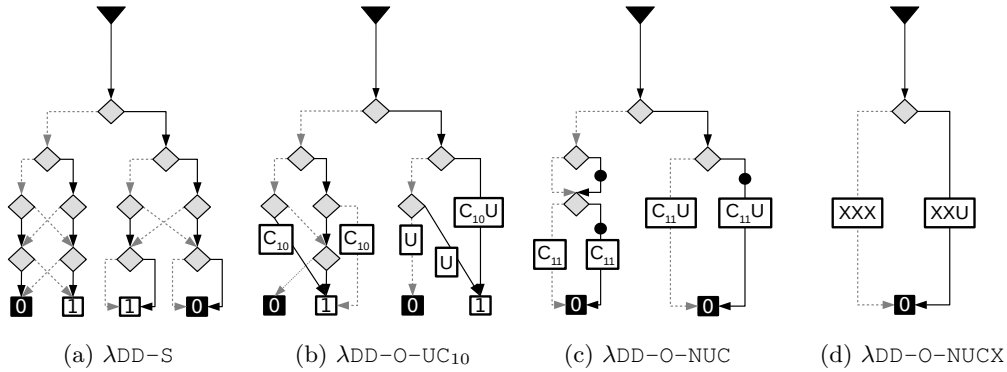 C₁₀ C₁₀ U U C₁₀U
C₁₁U C₁₁U
XXX XXU
C₁₁ C₁₁
0 1 1 0
0 1 0 1
0 0
0
(a) λDD-S (b) λDD-O-UC₁₀ (c) λDD-O-NUC (d) λDD-O-NUCX